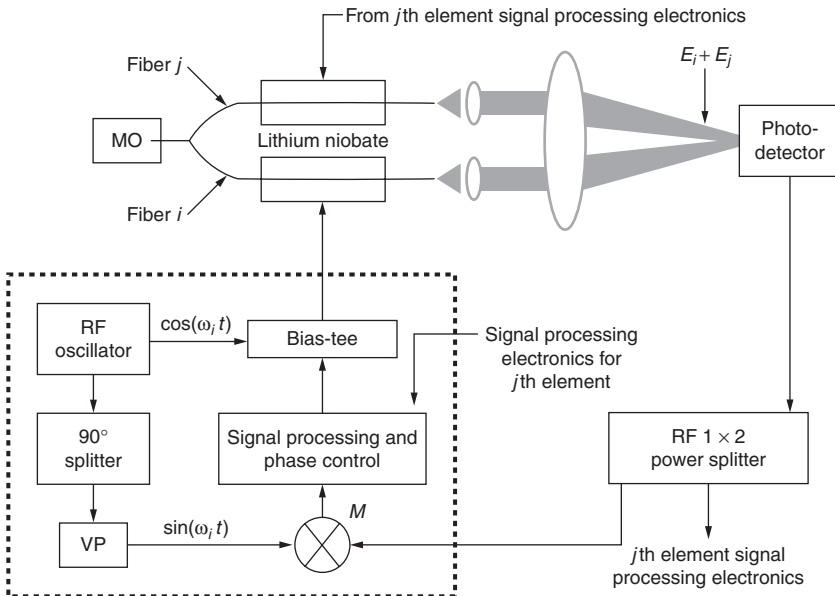 From jth element signal processing electronics
Fiber j
E_i + E_j
MO
Lithium niobate
Photo-
detector
Fiber i
RF
oscillator
cos(ω_i t)
Bias-tee
Signal processing
electronics for
jth element
90°
splitter
Signal processing and
phase control
RF 1 × 2
power splitter
M
VP
sin(ω_i t)
jth element signal
processing electronics